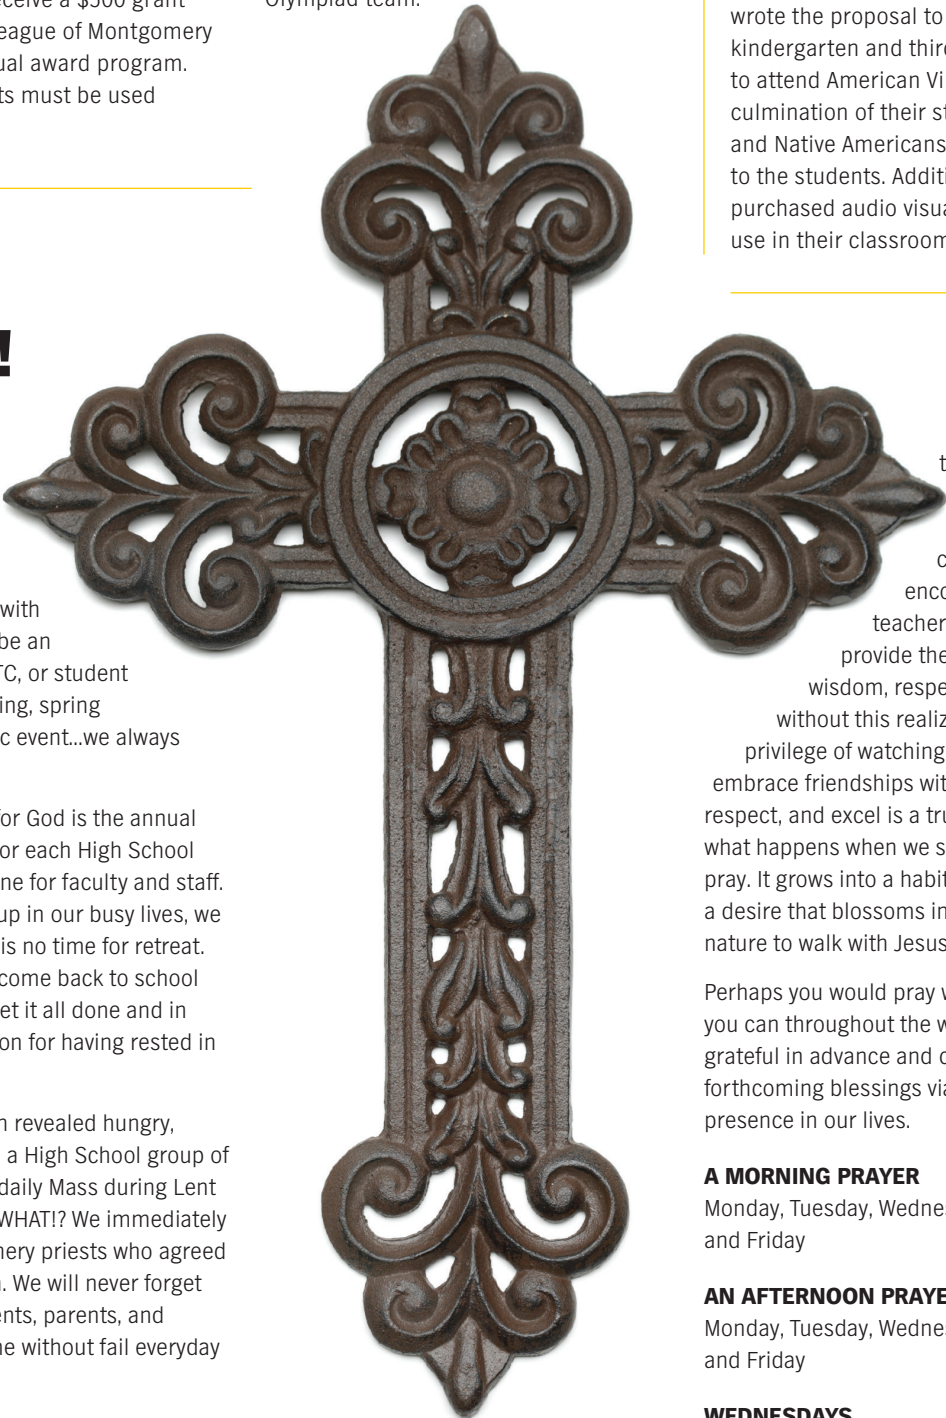 eceive a $500 grant
eague of Montgomery
ual award program.
ts must be used
Olympiad team.
wrote the proposal to
kindergarten and third
to attend American Vi
culmination of their st
and Native Americans
to the students. Additi
purchased audio visua
use in their classroom
!
with
be an
TC, or student
ing, spring
c event...we always
for God is the annual
or each High School
ne for faculty and staff.
up in our busy lives, we
is no time for retreat.
come back to school
et it all done and in
on for having rested in
n revealed hungry,
a High School group of
daily Mass during Lent
WHAT!? We immediately
nery priests who agreed
. We will never forget
ents, parents, and
ne without fail everyday
t
c
enco
teacher
provide the
wisdom, respe
without this realiz
privilege of watching
embrace friendships wit
respect, and excel is a tru
what happens when we s
pray. It grows into a habit
a desire that blossoms in
nature to walk with Jesus
Perhaps you would pray w
you can throughout the w
grateful in advance and c
forthcoming blessings via
presence in our lives.
A MORNING PRAYER
Monday, Tuesday, Wednes
and Friday
AN AFTERNOON PRAYE
Monday, Tuesday, Wednes
and Friday
WEDNESDAYS